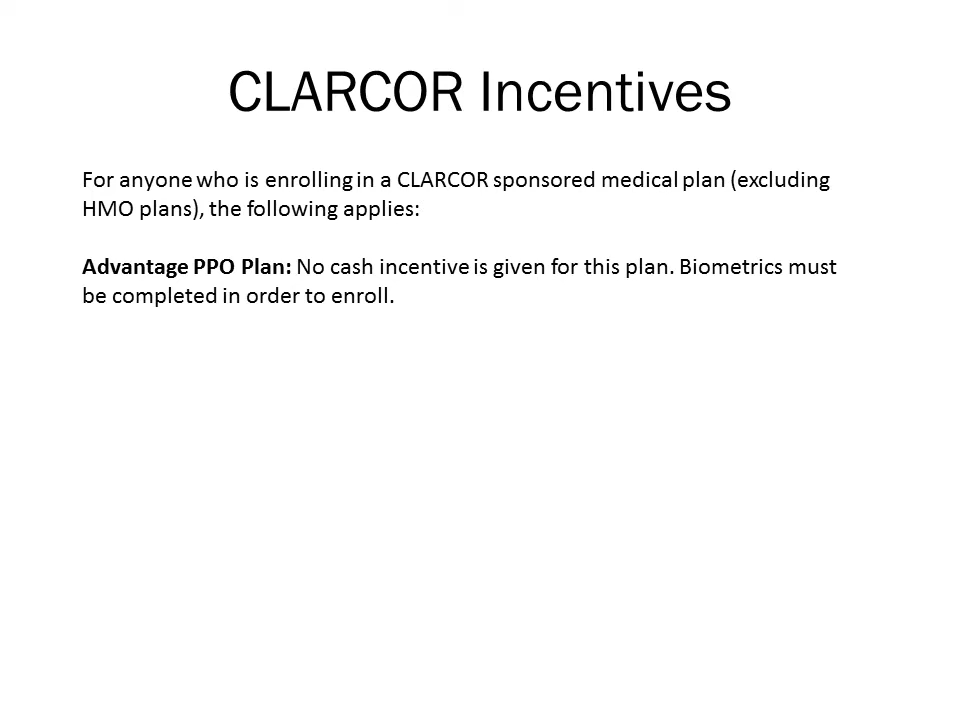 CLARCOR Incentives
For anyone who is enrolling in a CLARCOR sponsored medical plan (excluding
HMO plans), the following applies:
Advantage PPO Plan: No cash incentive is given for this plan. Biometrics must
be completed in order to enroll.